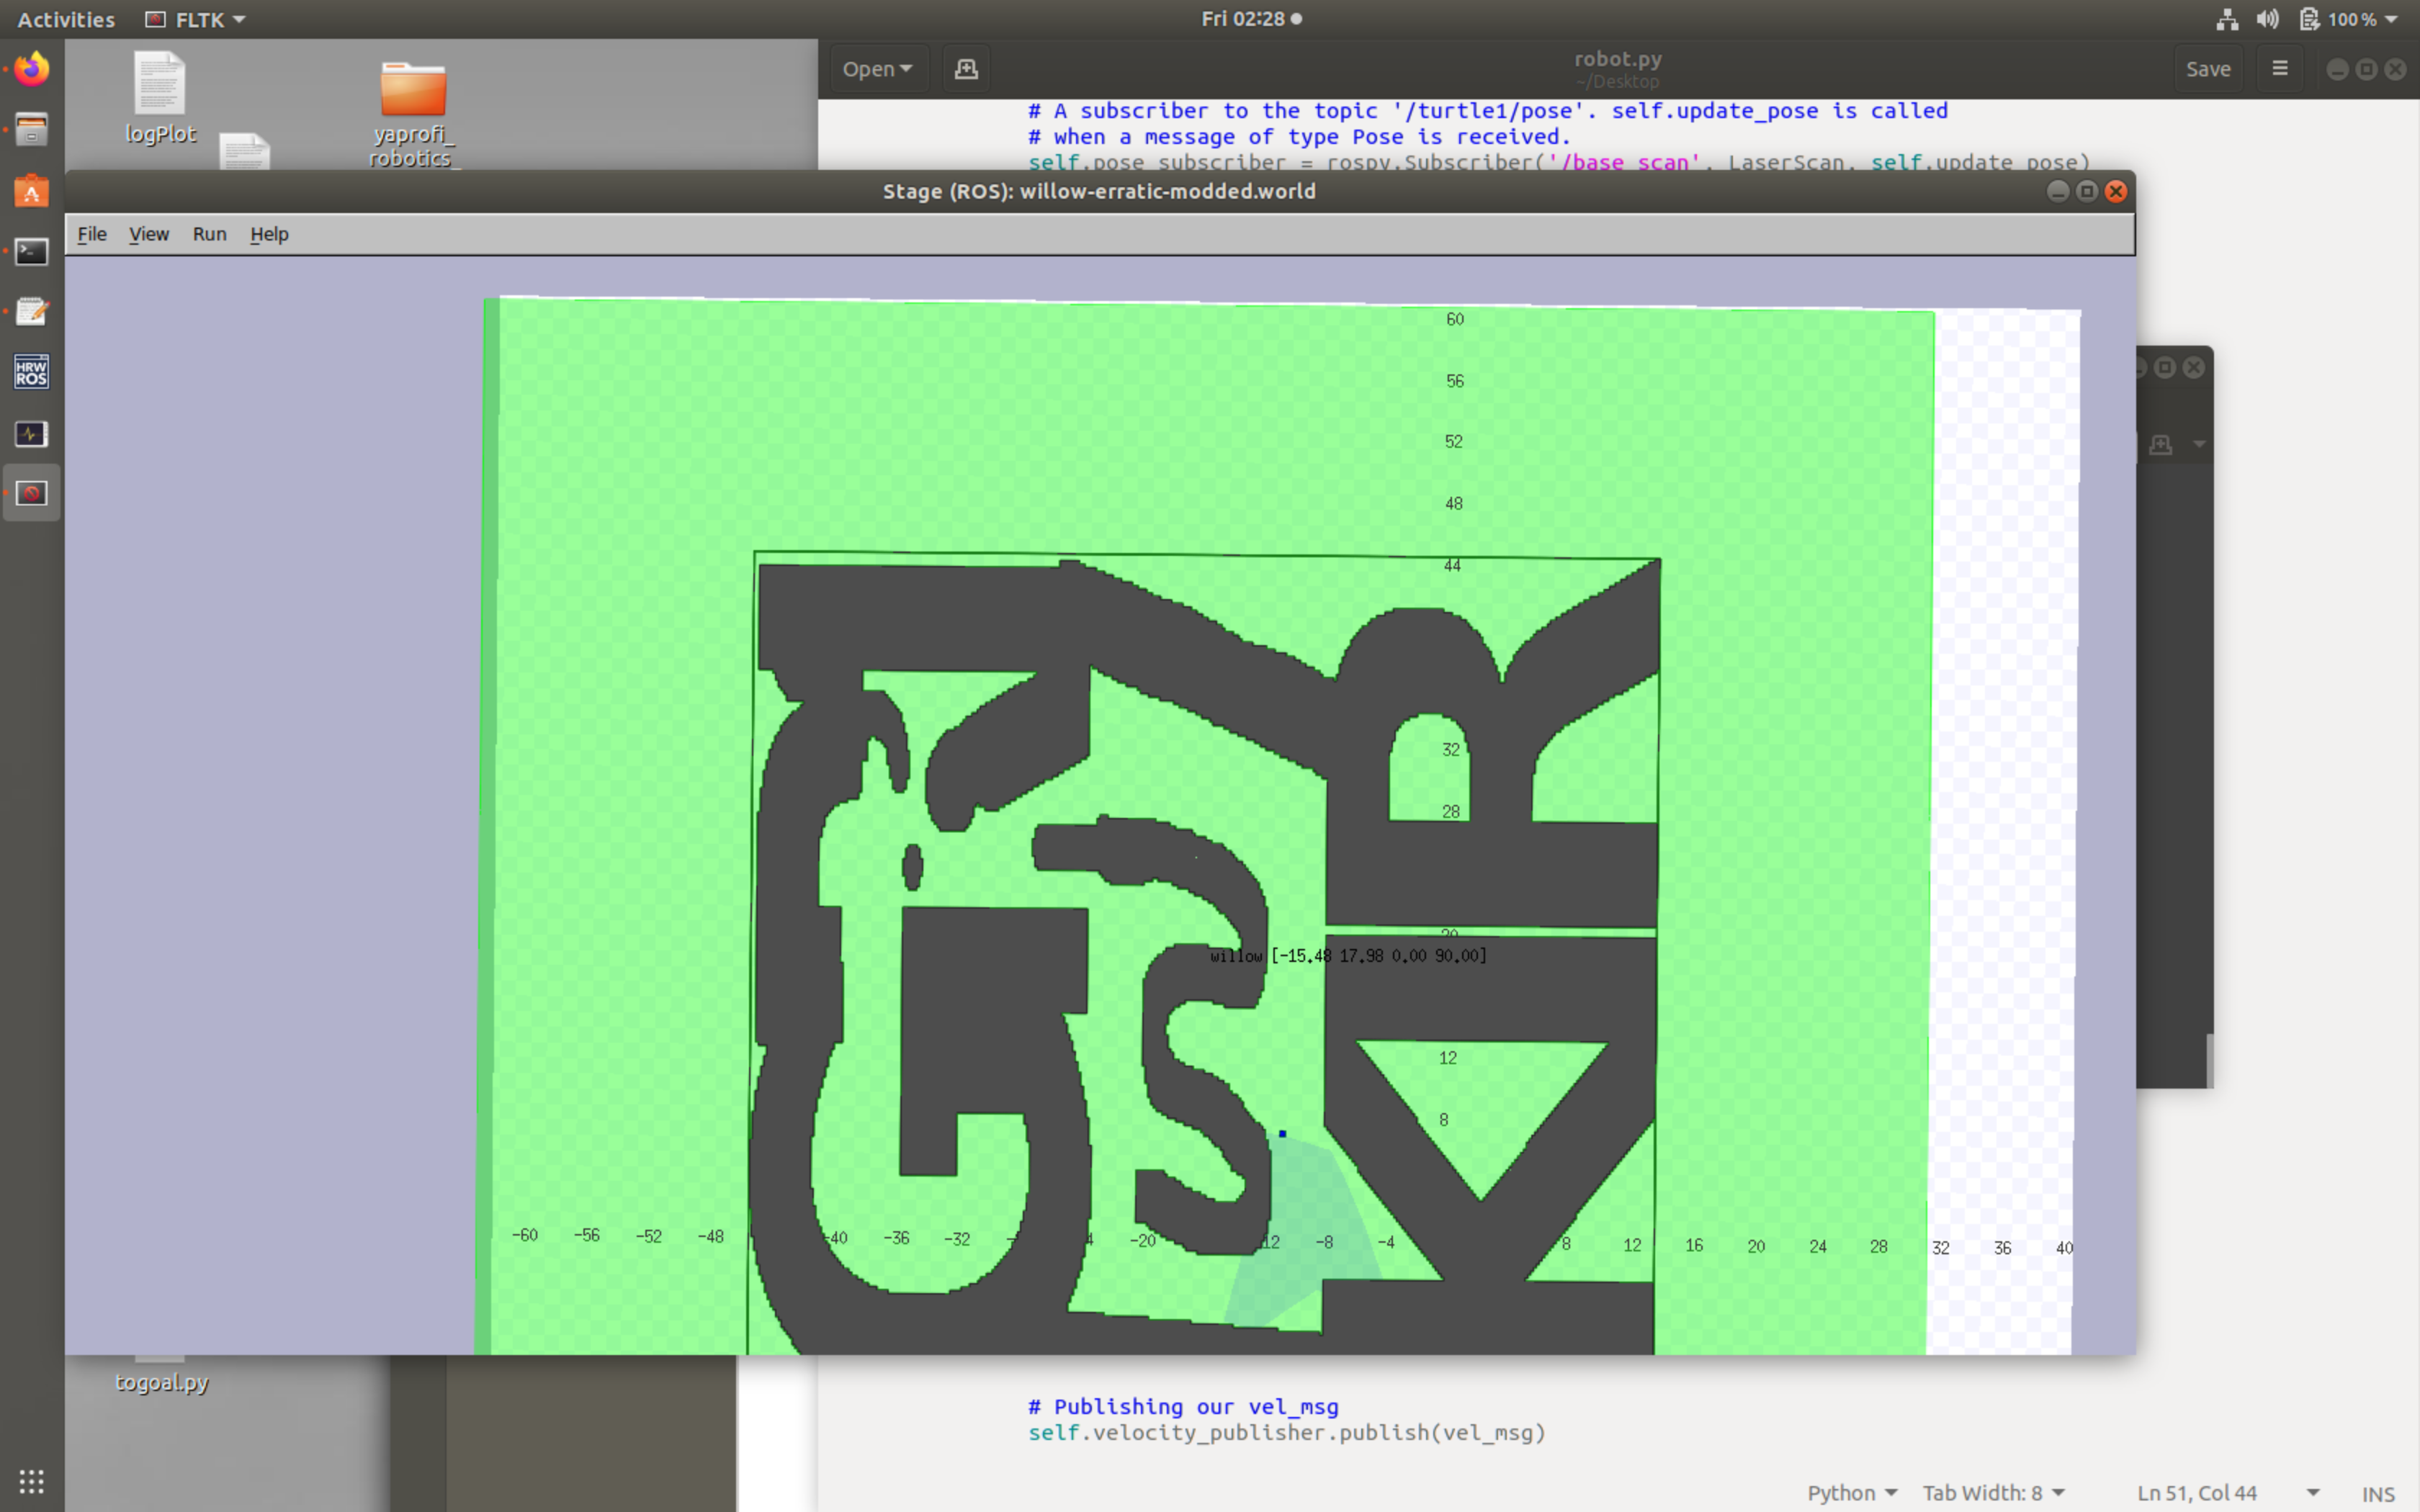 Activities
FLTK
Fri 02:28
100 %
logPlot
yaprofi_
robotics_
Open
robot.py
~/Desktop
Save
# A subscriber to the topic '/turtle1/pose'. self.update_pose is called
# when a message of type Pose is received.
self.pose_subscriber = rospy.Subscriber('/base_scan', LaserScan, self.update_pose)
Stage (ROS): willow-erratic-modded.world
File View Run Help
HRW
ROS
60
56
52
48
44
32
28
20
willow [-15.48 17.98 0.00 90.00]
12
8
-60 -56 -52 -48 -40 -36 -32 -20 12 -8 -4 8 12 16 20 24 28 32 36 40
togoal.py
# Publishing our vel_msg
self.velocity_publisher.publish(vel_msg)
Python Tab Width: 8 Ln 51, Col 44 INS